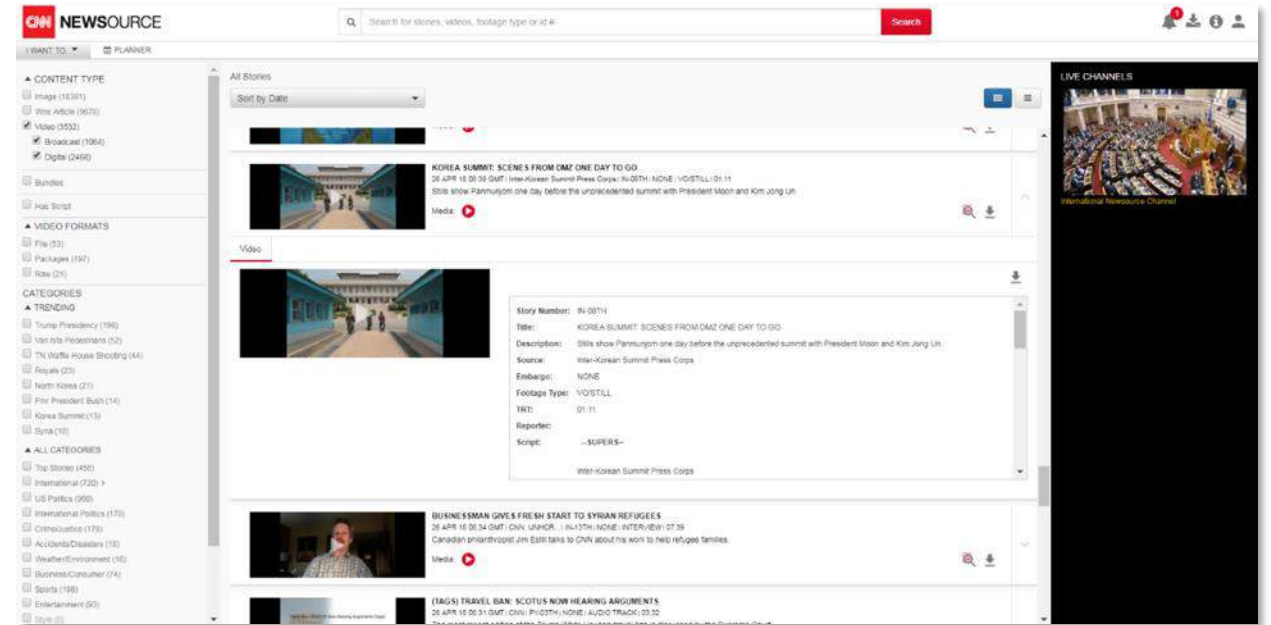 CNN NEWSOURCE
Search for stories, videos, footage type or id #
Search
1
I WANT TO
PLANNER
CONTENT TYPE
Image (18381)
Wire Article (9678)
Video (3532)
Broadcast (1064)
Digital (2468)
Bundles
Has Script
VIDEO FORMATS
File (53)
Packages (197)
Raw (21)
CATEGORIES
TRENDING
Trump Presidency (196)
Van hits Pedestrians (52)
TN Waffle House Shooting (44)
Royals (23)
North Korea (21)
Fmr President Bush (14)
Korea Summit (13)
Syria (10)
ALL CATEGORIES
Top Stories (456)
International (720) >
US Politics (968)
International Politics (170)
Crime/Justice (179)
Accidents/Disasters (18)
Weather/Environment (16)
Business/Consumer (74)
Sports (198)
Entertainment (93)
Style (0)
All Stories
Sort by Date
KOREA SUMMIT: SCENES FROM DMZ ONE DAY TO GO
26 APR 18 06:39 GMT | Inter-Korean Summit Press Corps | IN-08TH | NONE | VO/STILL | 01:11
Stills show Panmunjom one day before the unprecedented summit with President Moon and Kim Jong Un.
Media:
Video
Story Number: IN-08TH
Title: KOREA SUMMIT: SCENES FROM DMZ ONE DAY TO GO
Description: Stills show Panmunjom one day before the unprecedented summit with President Moon and Kim Jong Un.
Source: Inter-Korean Summit Press Corps
Embargo: NONE
Footage Type: VO/STILL
TRT: 01:11
Reporter:
Script: --SUPERS--
Inter-Korean Summit Press Corps
BUSINESSMAN GIVES FRESH START TO SYRIAN REFUGEES
26 APR 18 06:34 GMT | CNN, UNHCR... | IN-13TH | NONE | INTERVIEW | 07:39
Canadian philanthropist Jim Estill talks to CNN about his work to help refugee families.
Media:
(TAGS) TRAVEL BAN: SCOTUS NOW HEARING ARGUMENTS
26 APR 18 06:31 GMT | CNN | PY-03TH | NONE | AUDIO TRACK | 03:32
LIVE CHANNELS
International Newsource Channel